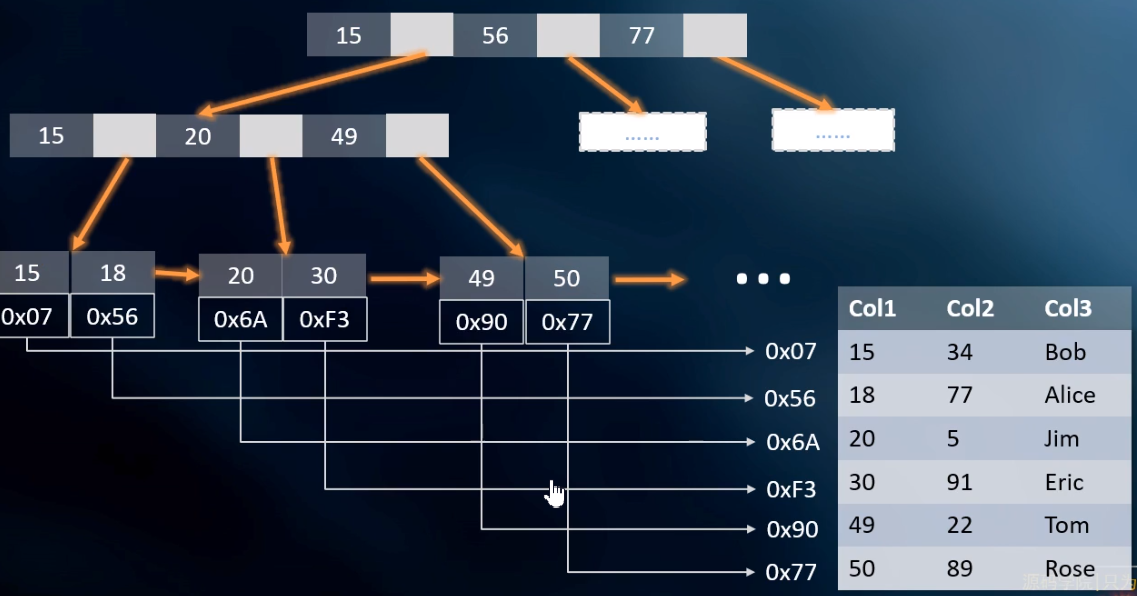 15 56 77
15 20 49
...... ......
15 18 20 30 49 50 ...
0x07 0x56 0x6A 0xF3 0x90 0x77
Col1 Col2 Col3
0x07 15 34 Bob
0x56 18 77 Alice
0x6A 20 5 Jim
0xF3 30 91 Eric
0x90 49 22 Tom
0x77 50 89 Rose